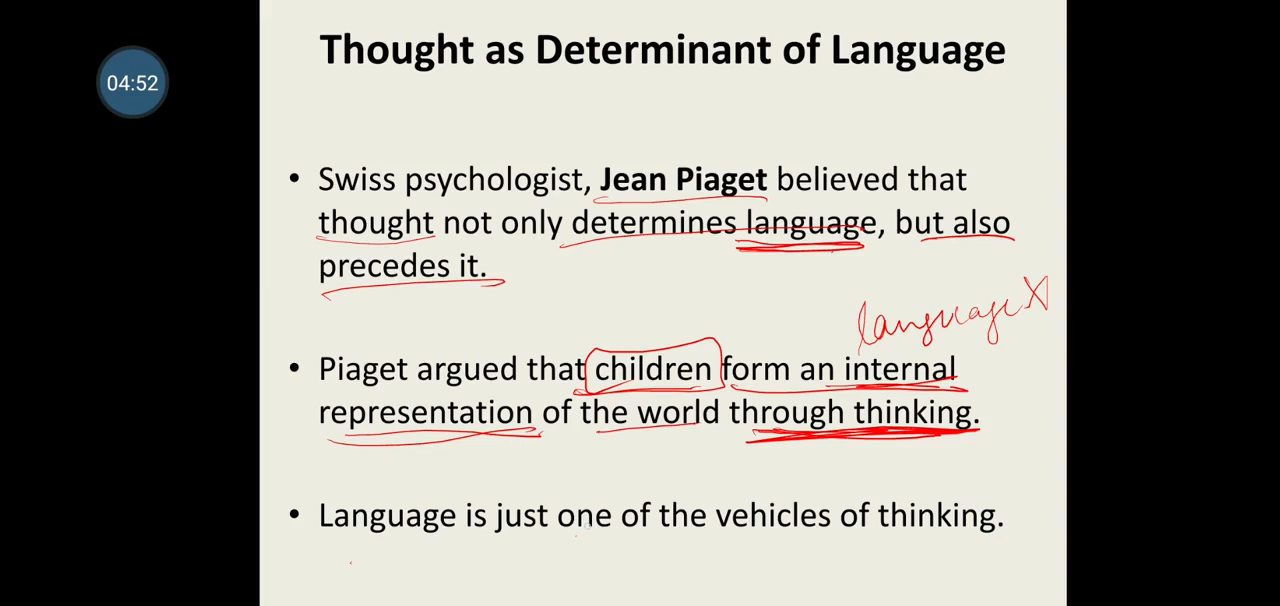 Thought as Determinant of Language
04:52
• Swiss psychologist, Jean Piaget believed that
thought not only determines language, but also
precedes it.
language X
• Piaget argued that children form an internal
representation of the world through thinking.
• Language is just one of the vehicles of thinking.